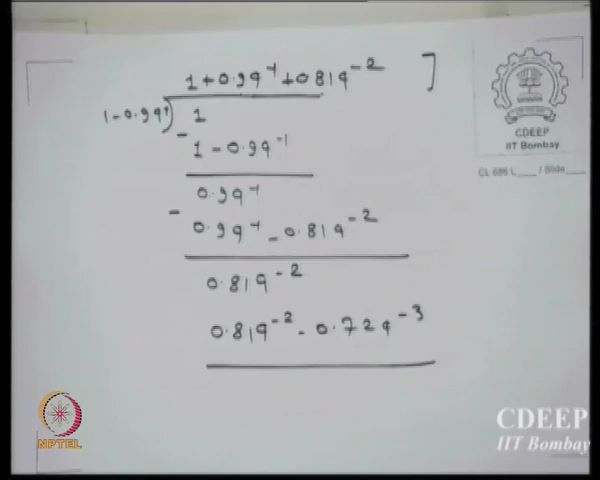 1 + 0.9q⁻¹ + 0.81q⁻²
1 - 0.9q⁻¹ ) 1
- 1 - 0.9q⁻¹
0.9q⁻¹
- 0.9q⁻¹ - 0.81q⁻²
0.81q⁻²
0.81q⁻² - 0.72q⁻³
CDEEP
IIT Bombay
CL 686 L___ / Slide___
NPTEL
CDEEP
IIT Bombay